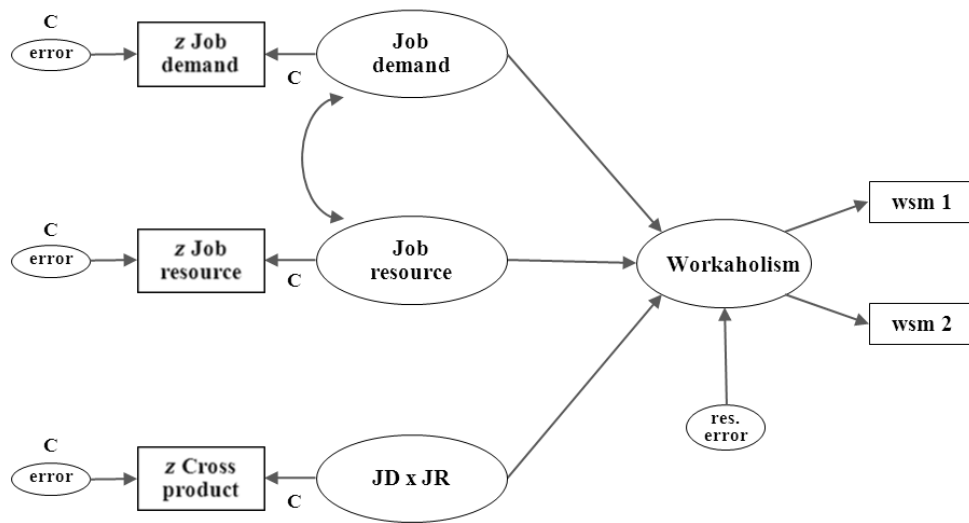 C
error
z Job
demand
C
Job
demand
C
error
z Job
resource
C
Job
resource
Workaholism
wsm 1
wsm 2
res.
error
C
error
z Cross
product
C
JD x JR